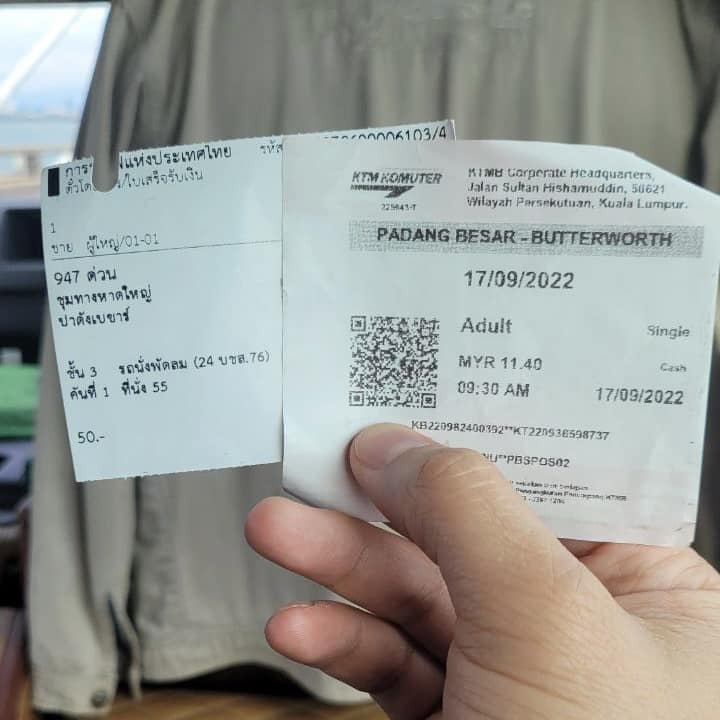 การ ฟแห่งประเทศไทย รหัส 6103/4
ตั๋วโด /ใบเสร็จรับเงิน
1
ชาย ผู้ใหญ่/01-01
947 ด่วน
ชุมทางหาดใหญ่
ปาดังเบซาร์
ชั้น 3 รถนั่งพัดลม (24 บชส.76)
คันที่ 1 ที่นั่ง 55
50.-
KTM KOMUTER
KTMB Corporate Headquarters,
Jalan Sultan Hishamuddin, 50621
Wilayah Persekutuan, Kuala Lumpur.
PADANG BESAR - BUTTERWORTH
17/09/2022
Adult Single
MYR 11.40 Cash
09:30 AM 17/09/2022
KB220982400392**KT220936598737
**PBSPOS02